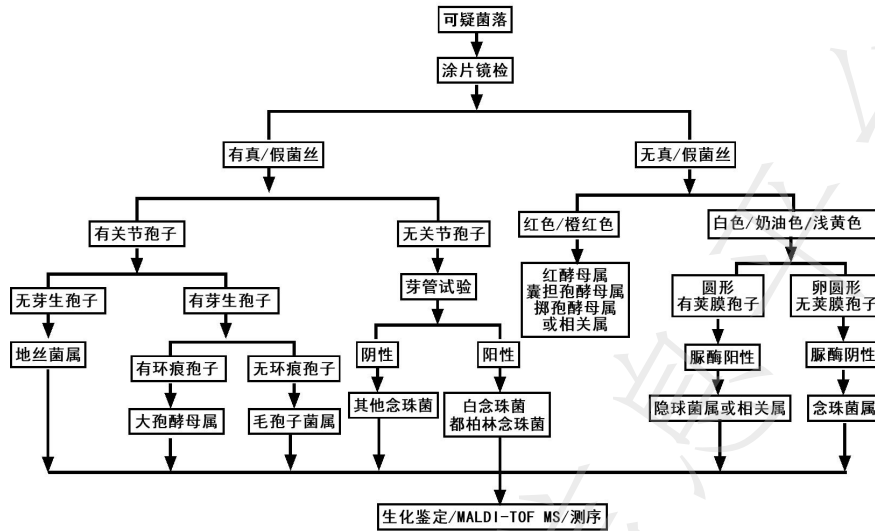 可疑菌落
涂片镜检
有真/假菌丝
无真/假菌丝
有关节孢子
无关节孢子
红色/橙红色
白色/奶油色/浅黄色
无芽生孢子
有芽生孢子
芽管试验
红酵母属
囊担孢酵母属
掷孢酵母属
或相关属
圆形
有荚膜孢子
卵圆形
无荚膜孢子
地丝菌属
有环痕孢子
无环痕孢子
阴性
阳性
脲酶阳性
脲酶阴性
大孢酵母属
毛孢子菌属
其他念珠菌
白念珠菌
都柏林念珠菌
隐球菌属或相关属
念珠菌属
生化鉴定/MALDI-TOF MS/测序